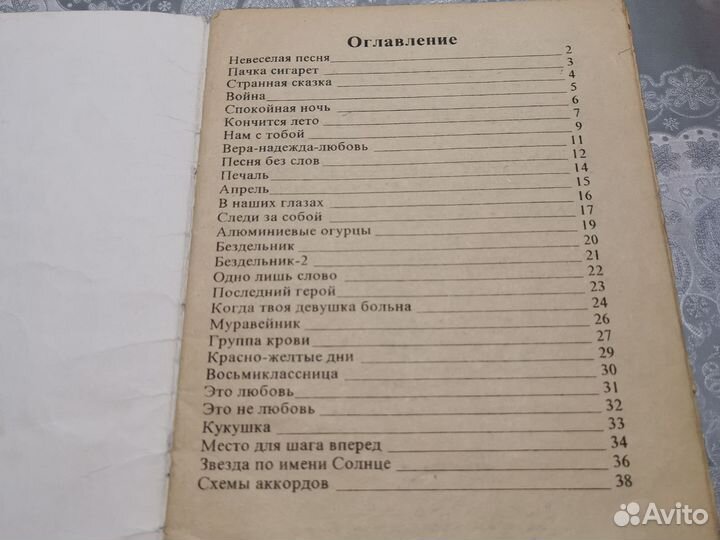 Оглавление
Невеселая песня 2
Пачка сигарет 3
Странная сказка 4
Война 5
Спокойная ночь 6
Кончится лето 7
Нам с тобой 9
Вера-надежда-любовь 11
Песня без слов 12
Печаль 14
Апрель 15
В наших глазах 16
Следи за собой 17
Алюминиевые огурцы 19
Бездельник 20
Бездельник-2 21
Одно лишь слово 22
Последний герой 23
Когда твоя девушка больна 24
Муравейник 26
Группа крови 27
Красно-желтые дни 29
Восьмиклассница 30
Это любовь 31
Это не любовь 32
Кукушка 33
Место для шага вперед 34
Звезда по имени Солнце 36
Схемы аккордов 38
Avito